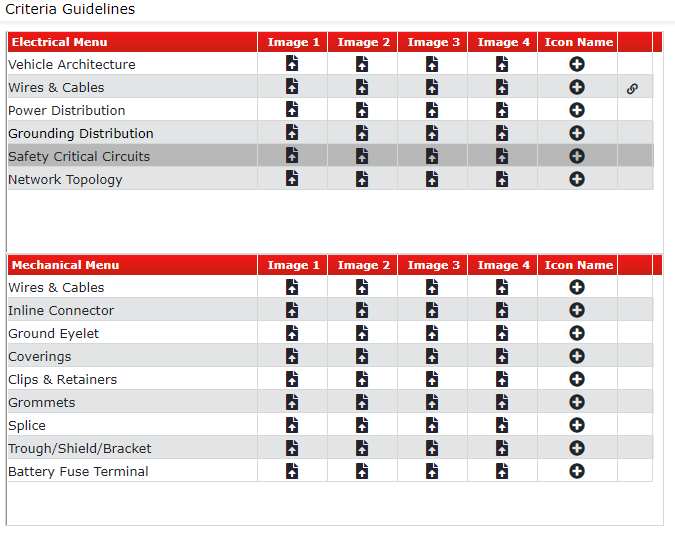 Criteria Guidelines
Electrical Menu Image 1 Image 2 Image 3 Image 4 Icon Name
Vehicle Architecture
Wires & Cables
Power Distribution
Grounding Distribution
Safety Critical Circuits
Network Topology
Mechanical Menu Image 1 Image 2 Image 3 Image 4 Icon Name
Wires & Cables
Inline Connector
Ground Eyelet
Coverings
Clips & Retainers
Grommets
Splice
Trough/Shield/Bracket
Battery Fuse Terminal